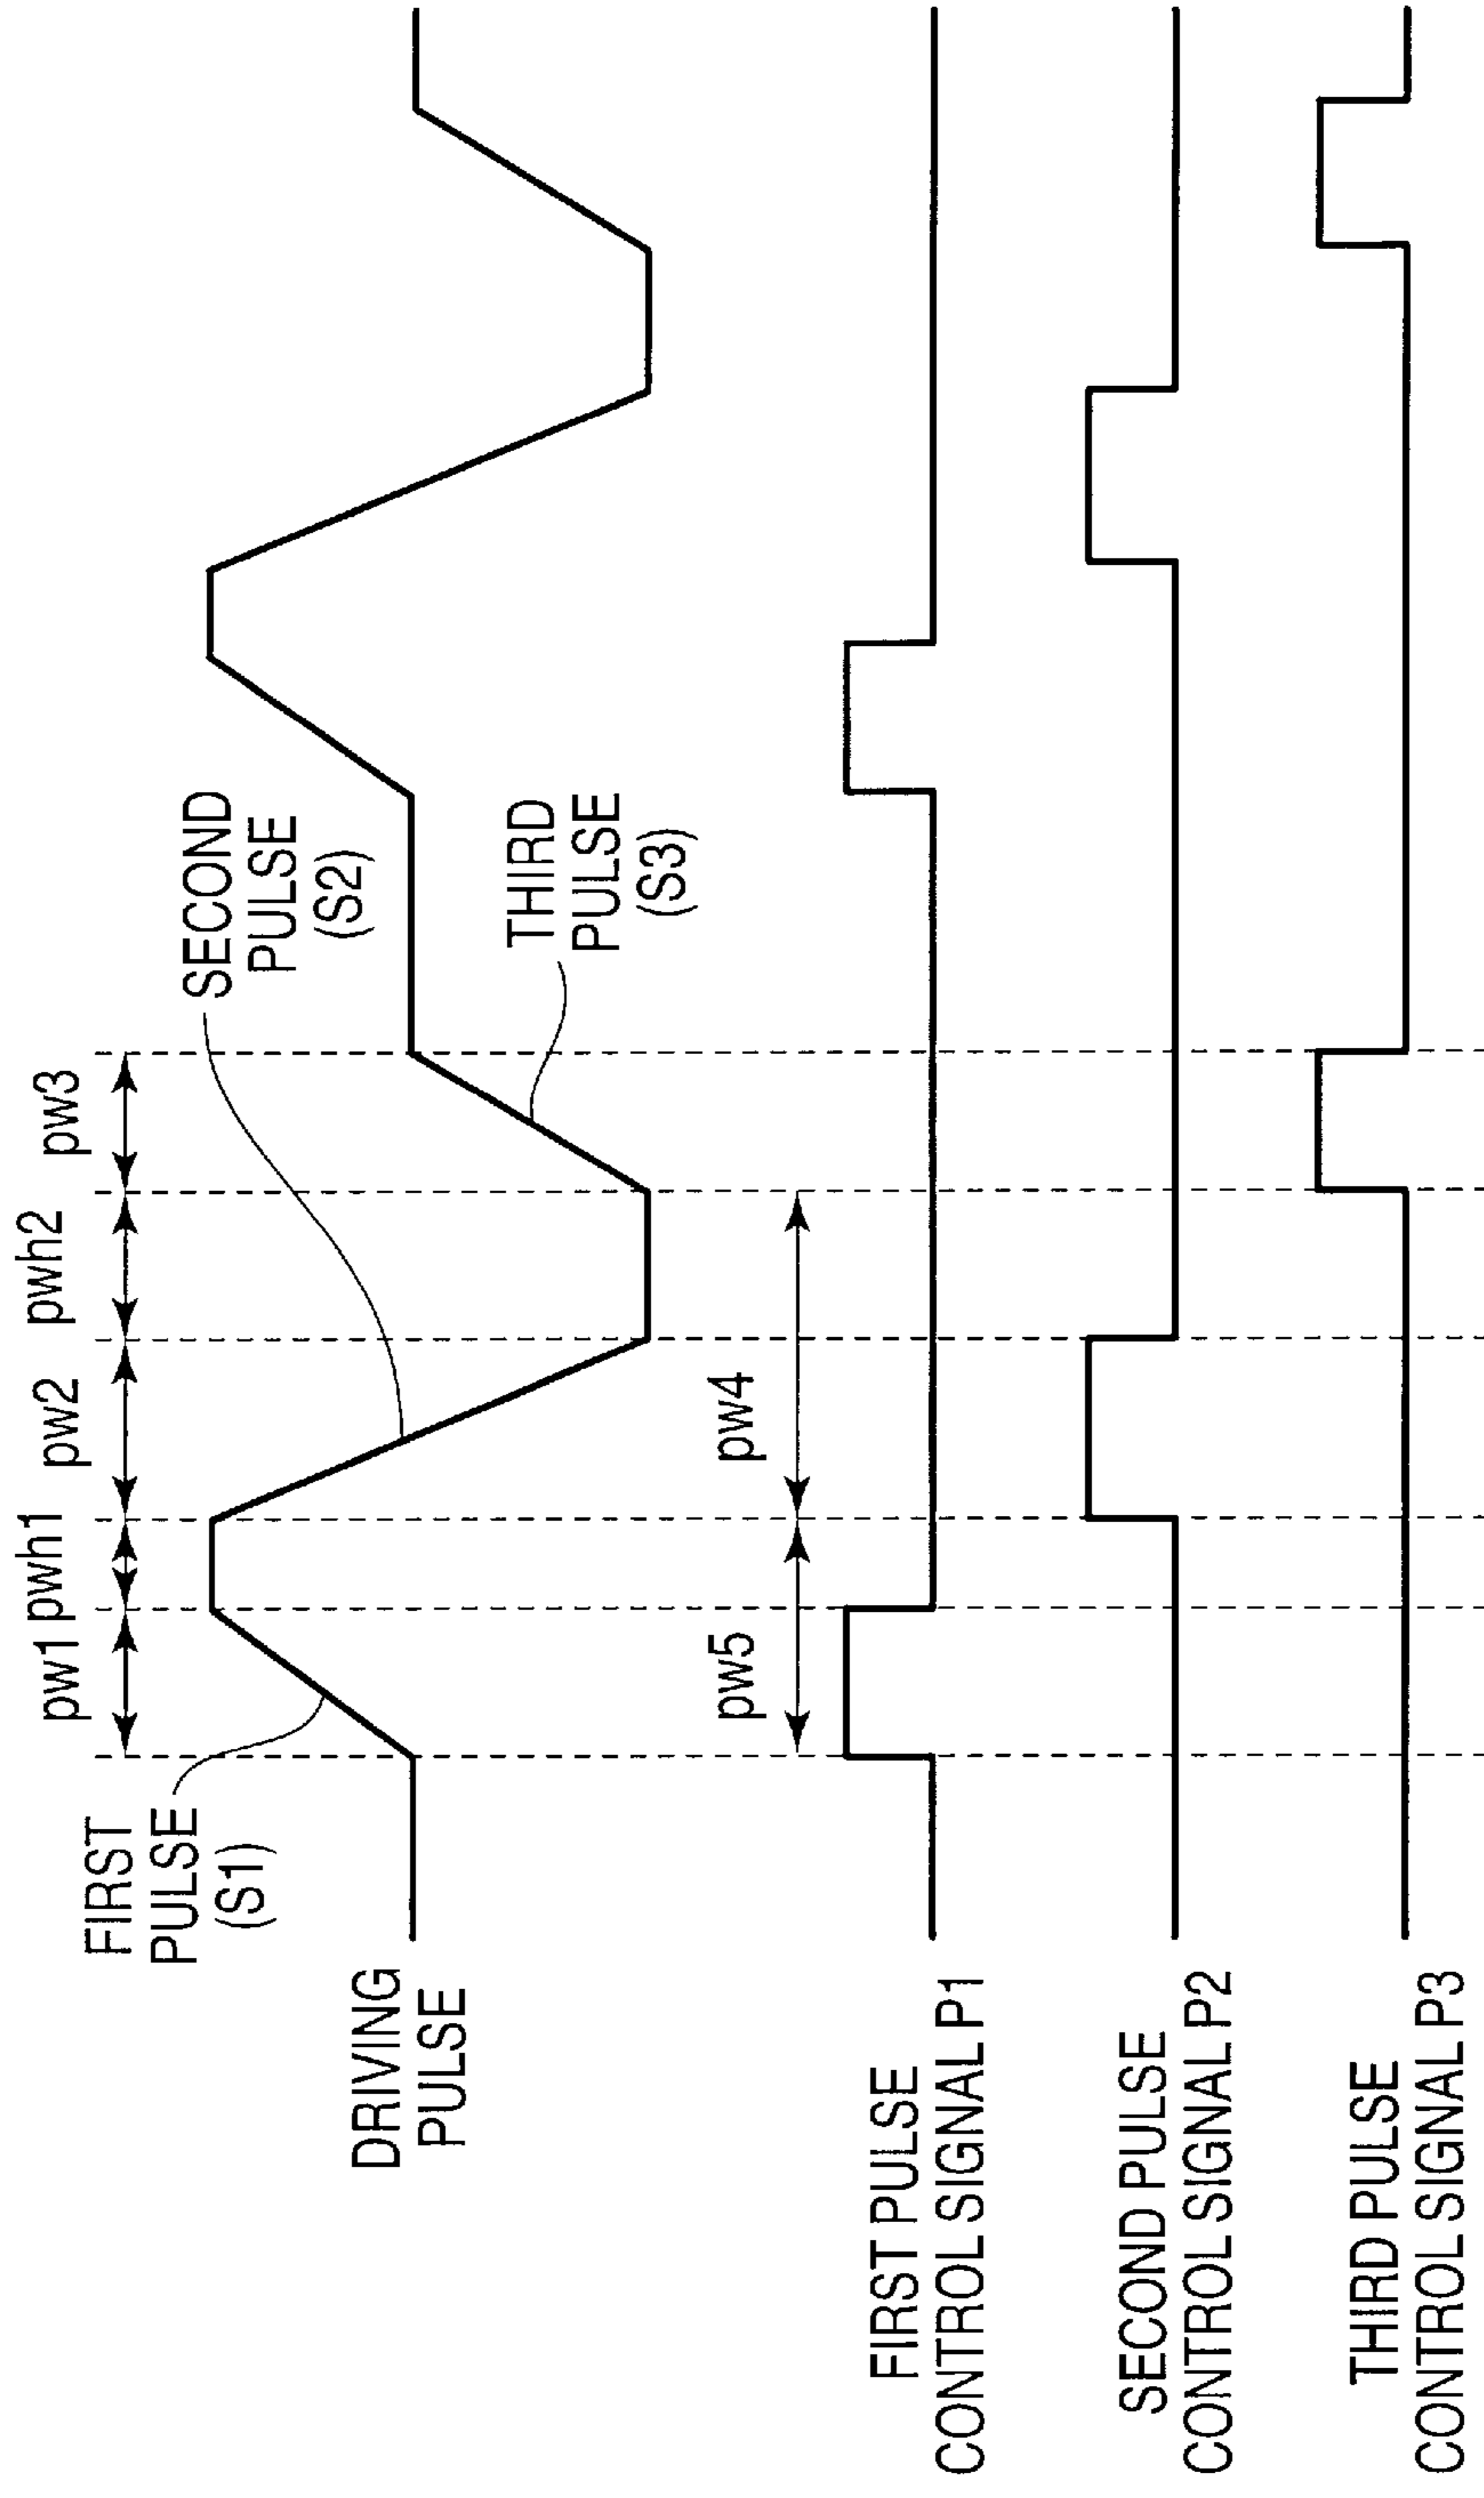 FIRST
PULSE
(S1)
pw1
pwh1
pw2
pwh2
pw3
SECOND
PULSE
(S2)
THIRD
PULSE
(S3)
DRIVING
PULSE
pw5
pw4
FIRST PULSE
CONTROL SIGNAL P1
SECOND PULSE
CONTROL SIGNAL P2
THIRD PULSE
CONTROL SIGNAL P3